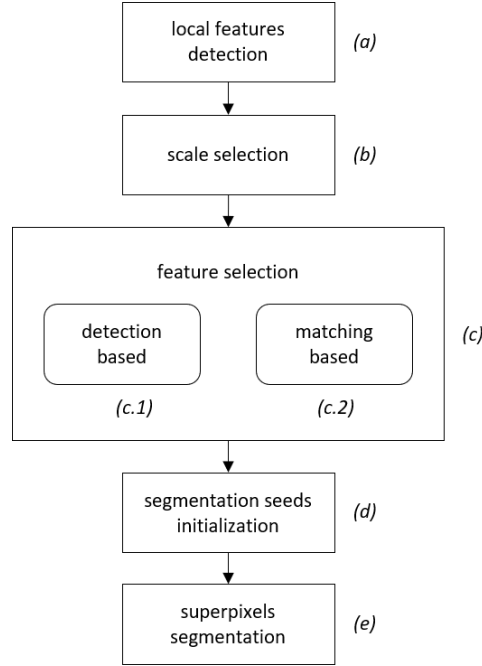 local features
detection
(a)
scale selection
(b)
feature selection
detection
based
matching
based
(c)
(c.1)
(c.2)
segmentation seeds
initialization
(d)
superpixels
segmentation
(e)